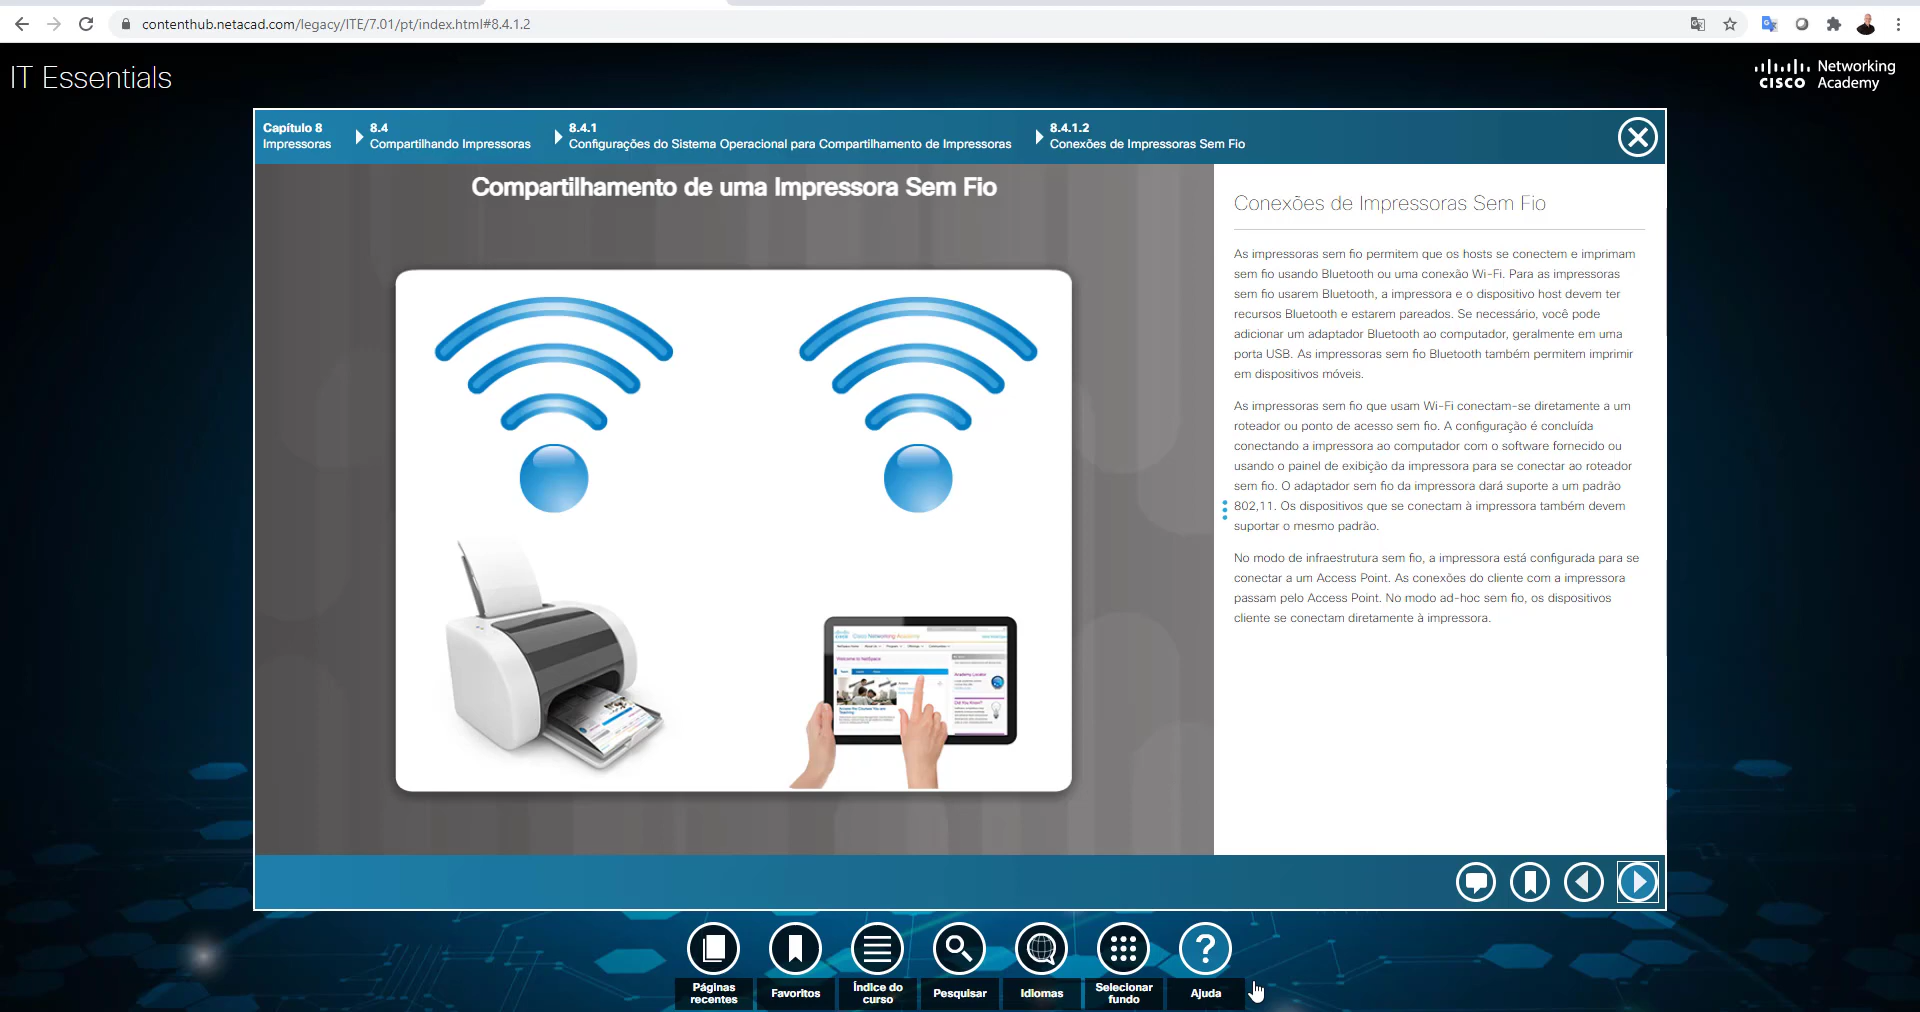 contenthub.netacad.com/legacy/ITE/7.01/pt/index.html#8.4.1.2
IT Essentials
Networking
CISCO Academy
Capítulo 8
Impressoras
8.4
Compartilhando Impressoras
8.4.1
Configurações do Sistema Operacional para Compartilhamento de Impressoras
8.4.1.2
Conexões de Impressoras Sem Fio
Compartilhamento de uma Impressora Sem Fio
Conexões de Impressoras Sem Fio
As impressoras sem fio permitem que os hosts se conectem e imprimam
sem fio usando Bluetooth ou uma conexão Wi-Fi. Para as impressoras
sem fio usarem Bluetooth, a impressora e o dispositivo host devem ter
recursos Bluetooth e estarem pareados. Se necessário, você pode
adicionar um adaptador Bluetooth ao computador, geralmente em uma
porta USB. As impressoras sem fio Bluetooth também permitem imprimir
em dispositivos móveis.
As impressoras sem fio que usam Wi-Fi conectam-se diretamente a um
roteador ou ponto de acesso sem fio. A configuração é concluída
conectando a impressora ao computador com o software fornecido ou
usando o painel de exibição da impressora para se conectar ao roteador
sem fio. O adaptador sem fio da impressora dará suporte a um padrão
802,11. Os dispositivos que se conectam à impressora também devem
suportar o mesmo padrão.
No modo de infraestrutura sem fio, a impressora está configurada para se
conectar a um Access Point. As conexões do cliente com a impressora
passam pelo Access Point. No modo ad-hoc sem fio, os dispositivos
cliente se conectam diretamente à impressora.
Cisco Networking Academy
Welcome to NetSpace
Academy Locator
Did You Know?
Páginas
recentes
Favoritos
Índice do
curso
Pesquisar
Idiomas
Selecionar
fundo
?
Ajuda